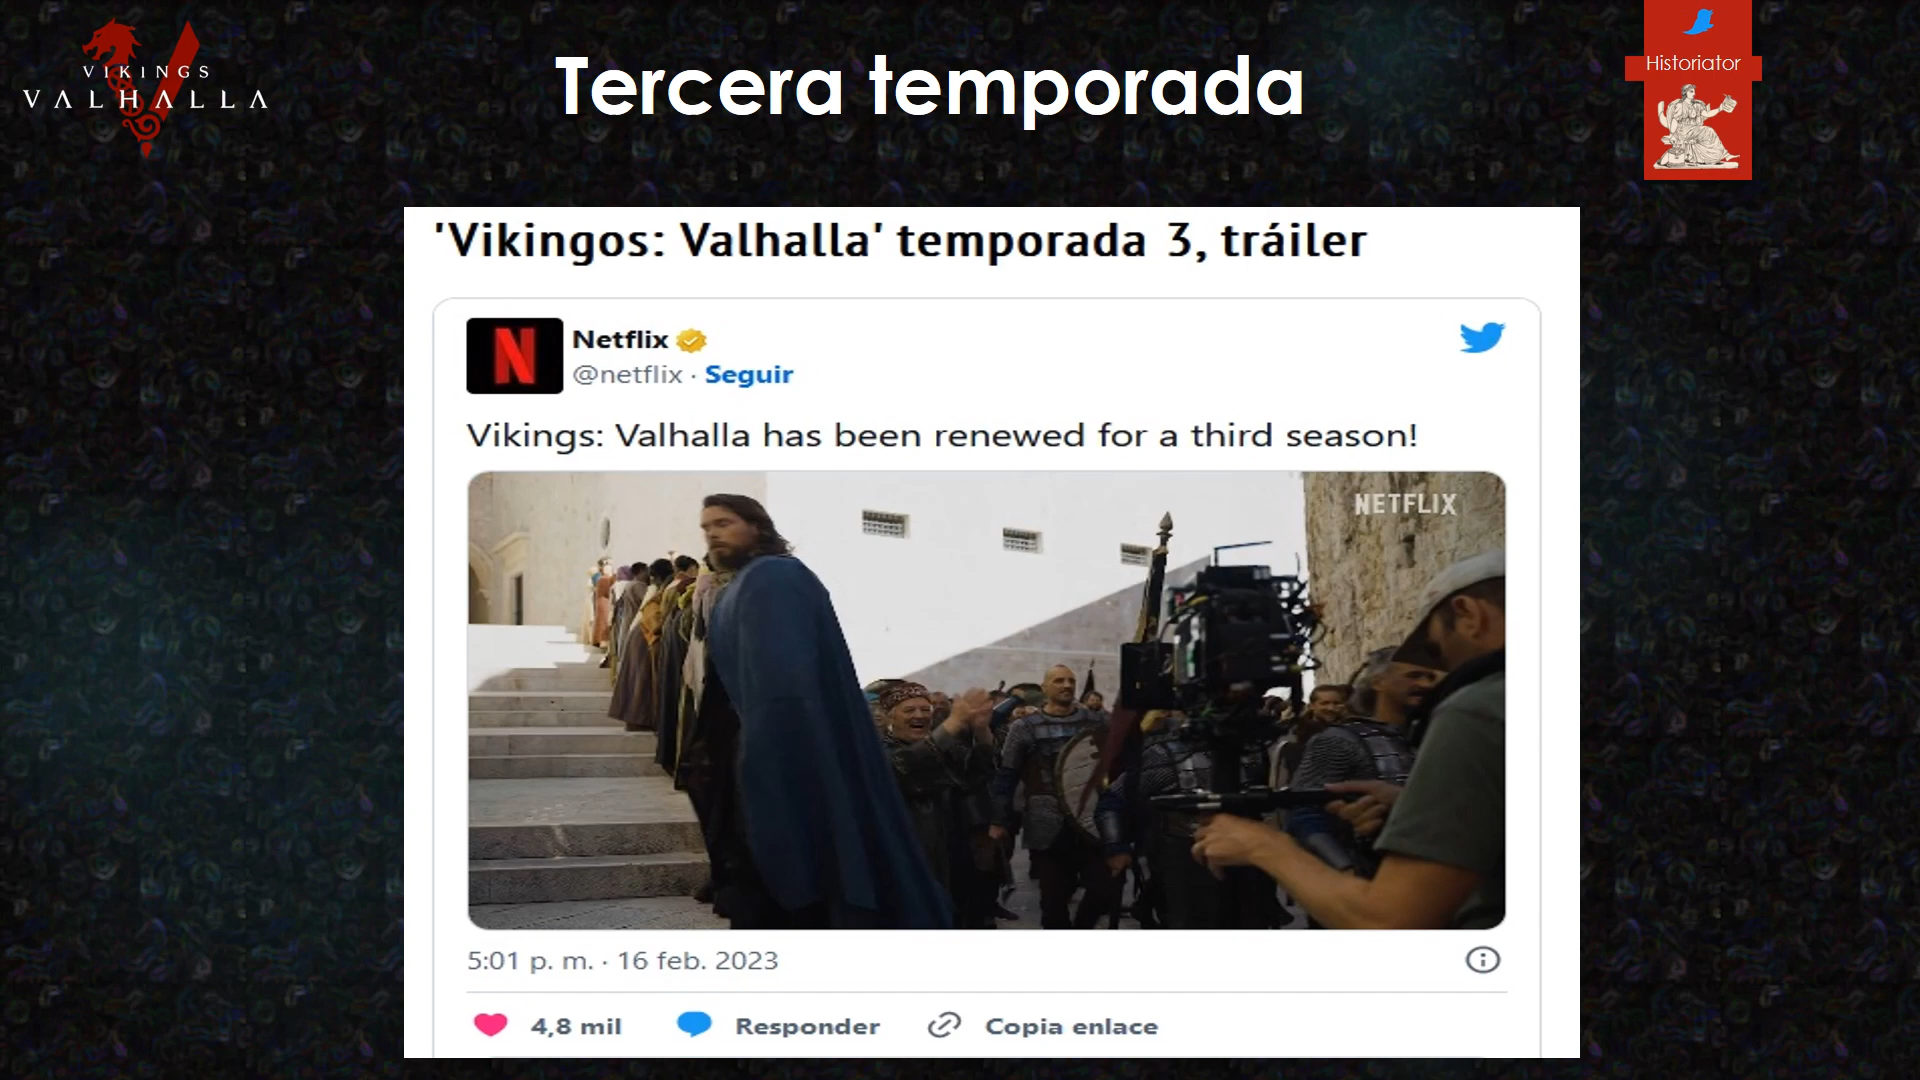 VIKINGS
VALHALLA
Tercera temporada
Historiator
'Vikingos: Valhalla' temporada 3, tráiler
N
Netflix
@netflix · Seguir
Vikings: Valhalla has been renewed for a third season!
NETFLIX
5:01 p. m. · 16 feb. 2023
4,8 mil
Responder
Copia enlace